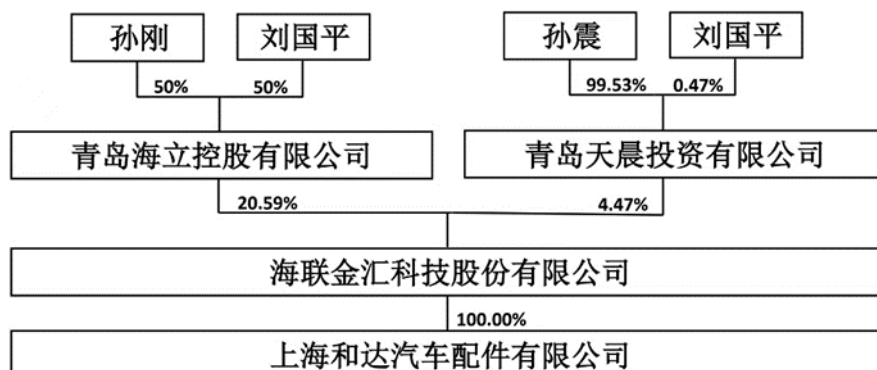 孙刚
刘国平
孙震
刘国平
50%
50%
99.53%
0.47%
青岛海立控股有限公司
青岛天晨投资有限公司
20.59%
4.47%
海联金汇科技股份有限公司
100.00%
上海和达汽车配件有限公司